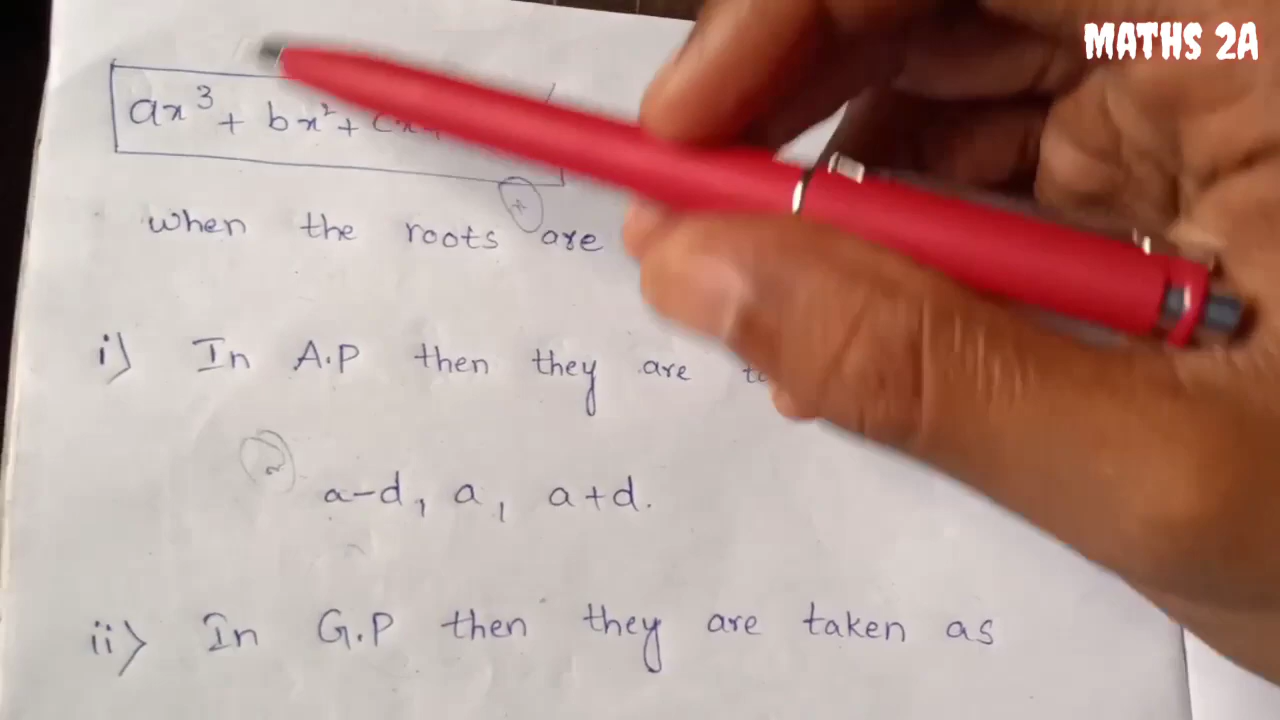 MATHS 2A
ax³ + bx² + cx +
when the roots are
i) In A.P then they are
a-d, a, a+d.
ii) In G.P then they are taken as